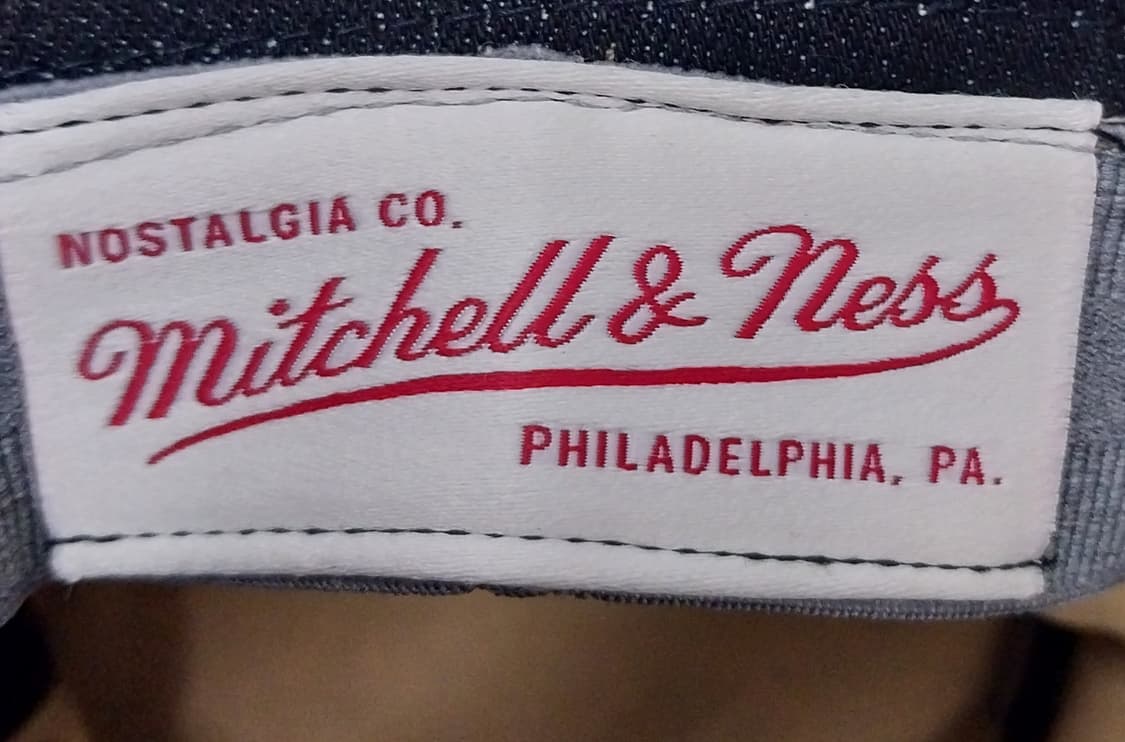 NOSTALGIA CO.
Mitchell & Ness
PHILADELPHIA, PA.